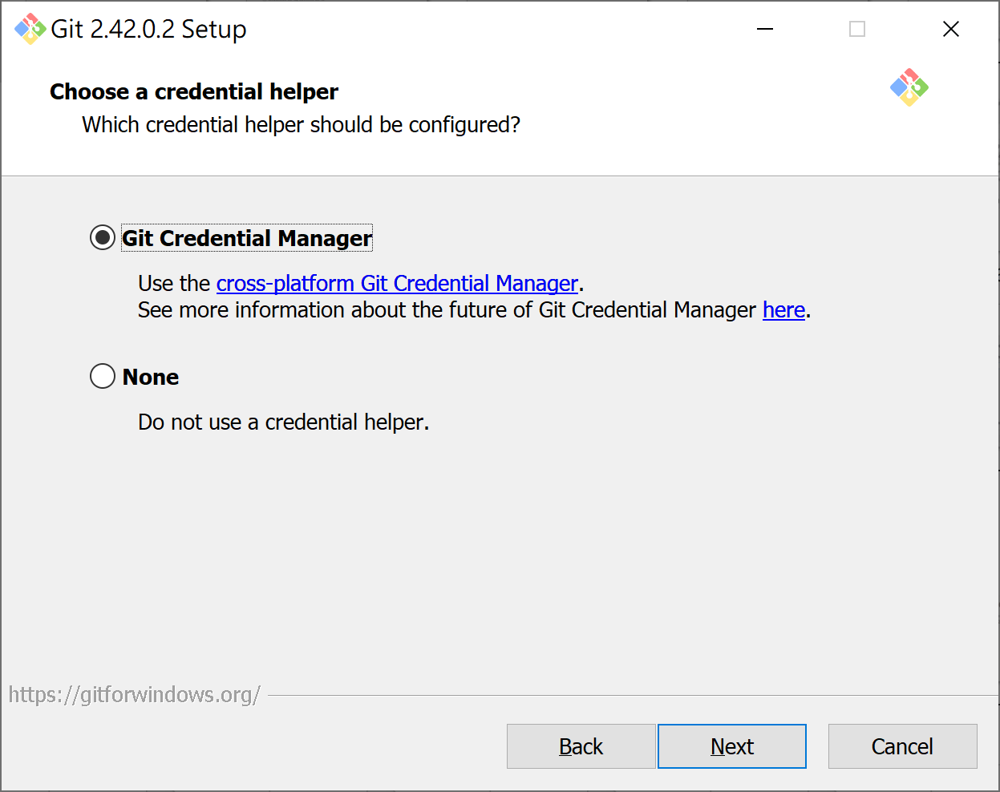 Git 2.42.0.2 Setup
Choose a credential helper
Which credential helper should be configured?
Git Credential Manager
Use the cross-platform Git Credential Manager.
See more information about the future of Git Credential Manager here.
None
Do not use a credential helper.
https://gitforwindows.org/
Back Next Cancel